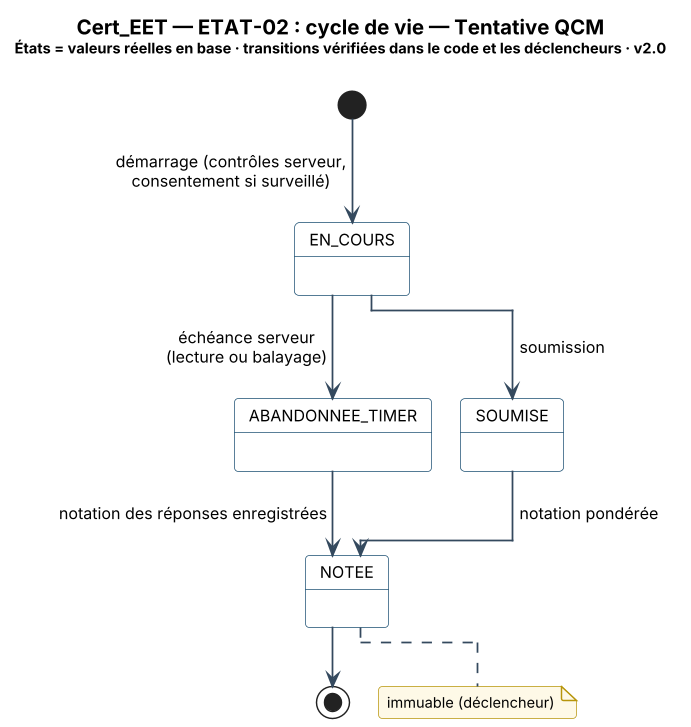 Cert_EET — ETAT-02 : cycle de vie — Tentative QCM
États = valeurs réelles en base · transitions vérifiées dans le code et les déclencheurs · v2.0
démarrage (contrôles serveur,
consentement si surveillé)
EN_COURS
échéance serveur
(lecture ou balayage)
soumission
ABANDONNEE_TIMER
SOUMISE
notation des réponses enregistrées
notation pondérée
NOTEE
immuable (déclencheur)